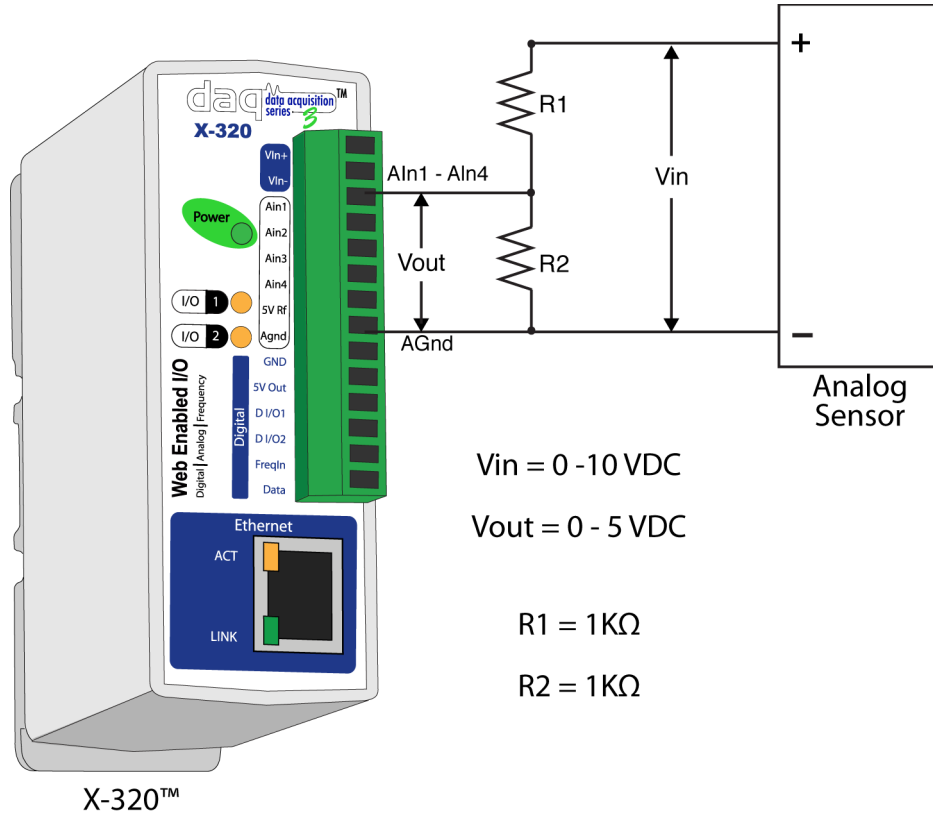 daq TM
data acquisition
series
3
X-320
VIn+
VIn-
Power
Ain1
Ain2
Ain3
Ain4
5V Rf
Agnd
I/O 1
I/O 2
GND
5V Out
D I/O1
D I/O2
FreqIn
Data
Digital
Web Enabled I/O
Digital | Analog | Frequency
Ethernet
ACT
LINK
X-320™
AIn1 - AIn4
Vout
AGnd
R1
R2
Vin
+
–
Analog
Sensor
Vin = 0 -10 VDC
Vout = 0 - 5 VDC
R1 = 1KΩ
R2 = 1KΩ